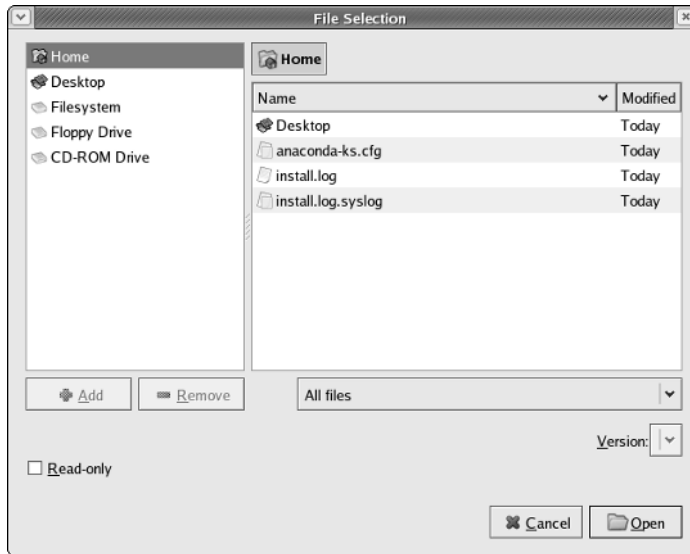 File Selection
Home
Desktop
Filesystem
Floppy Drive
CD-ROM Drive
Home
Name Modified
Desktop Today
anaconda-ks.cfg Today
install.log Today
install.log.syslog Today
Add Remove
All files
Version:
Read-only
Cancel Open